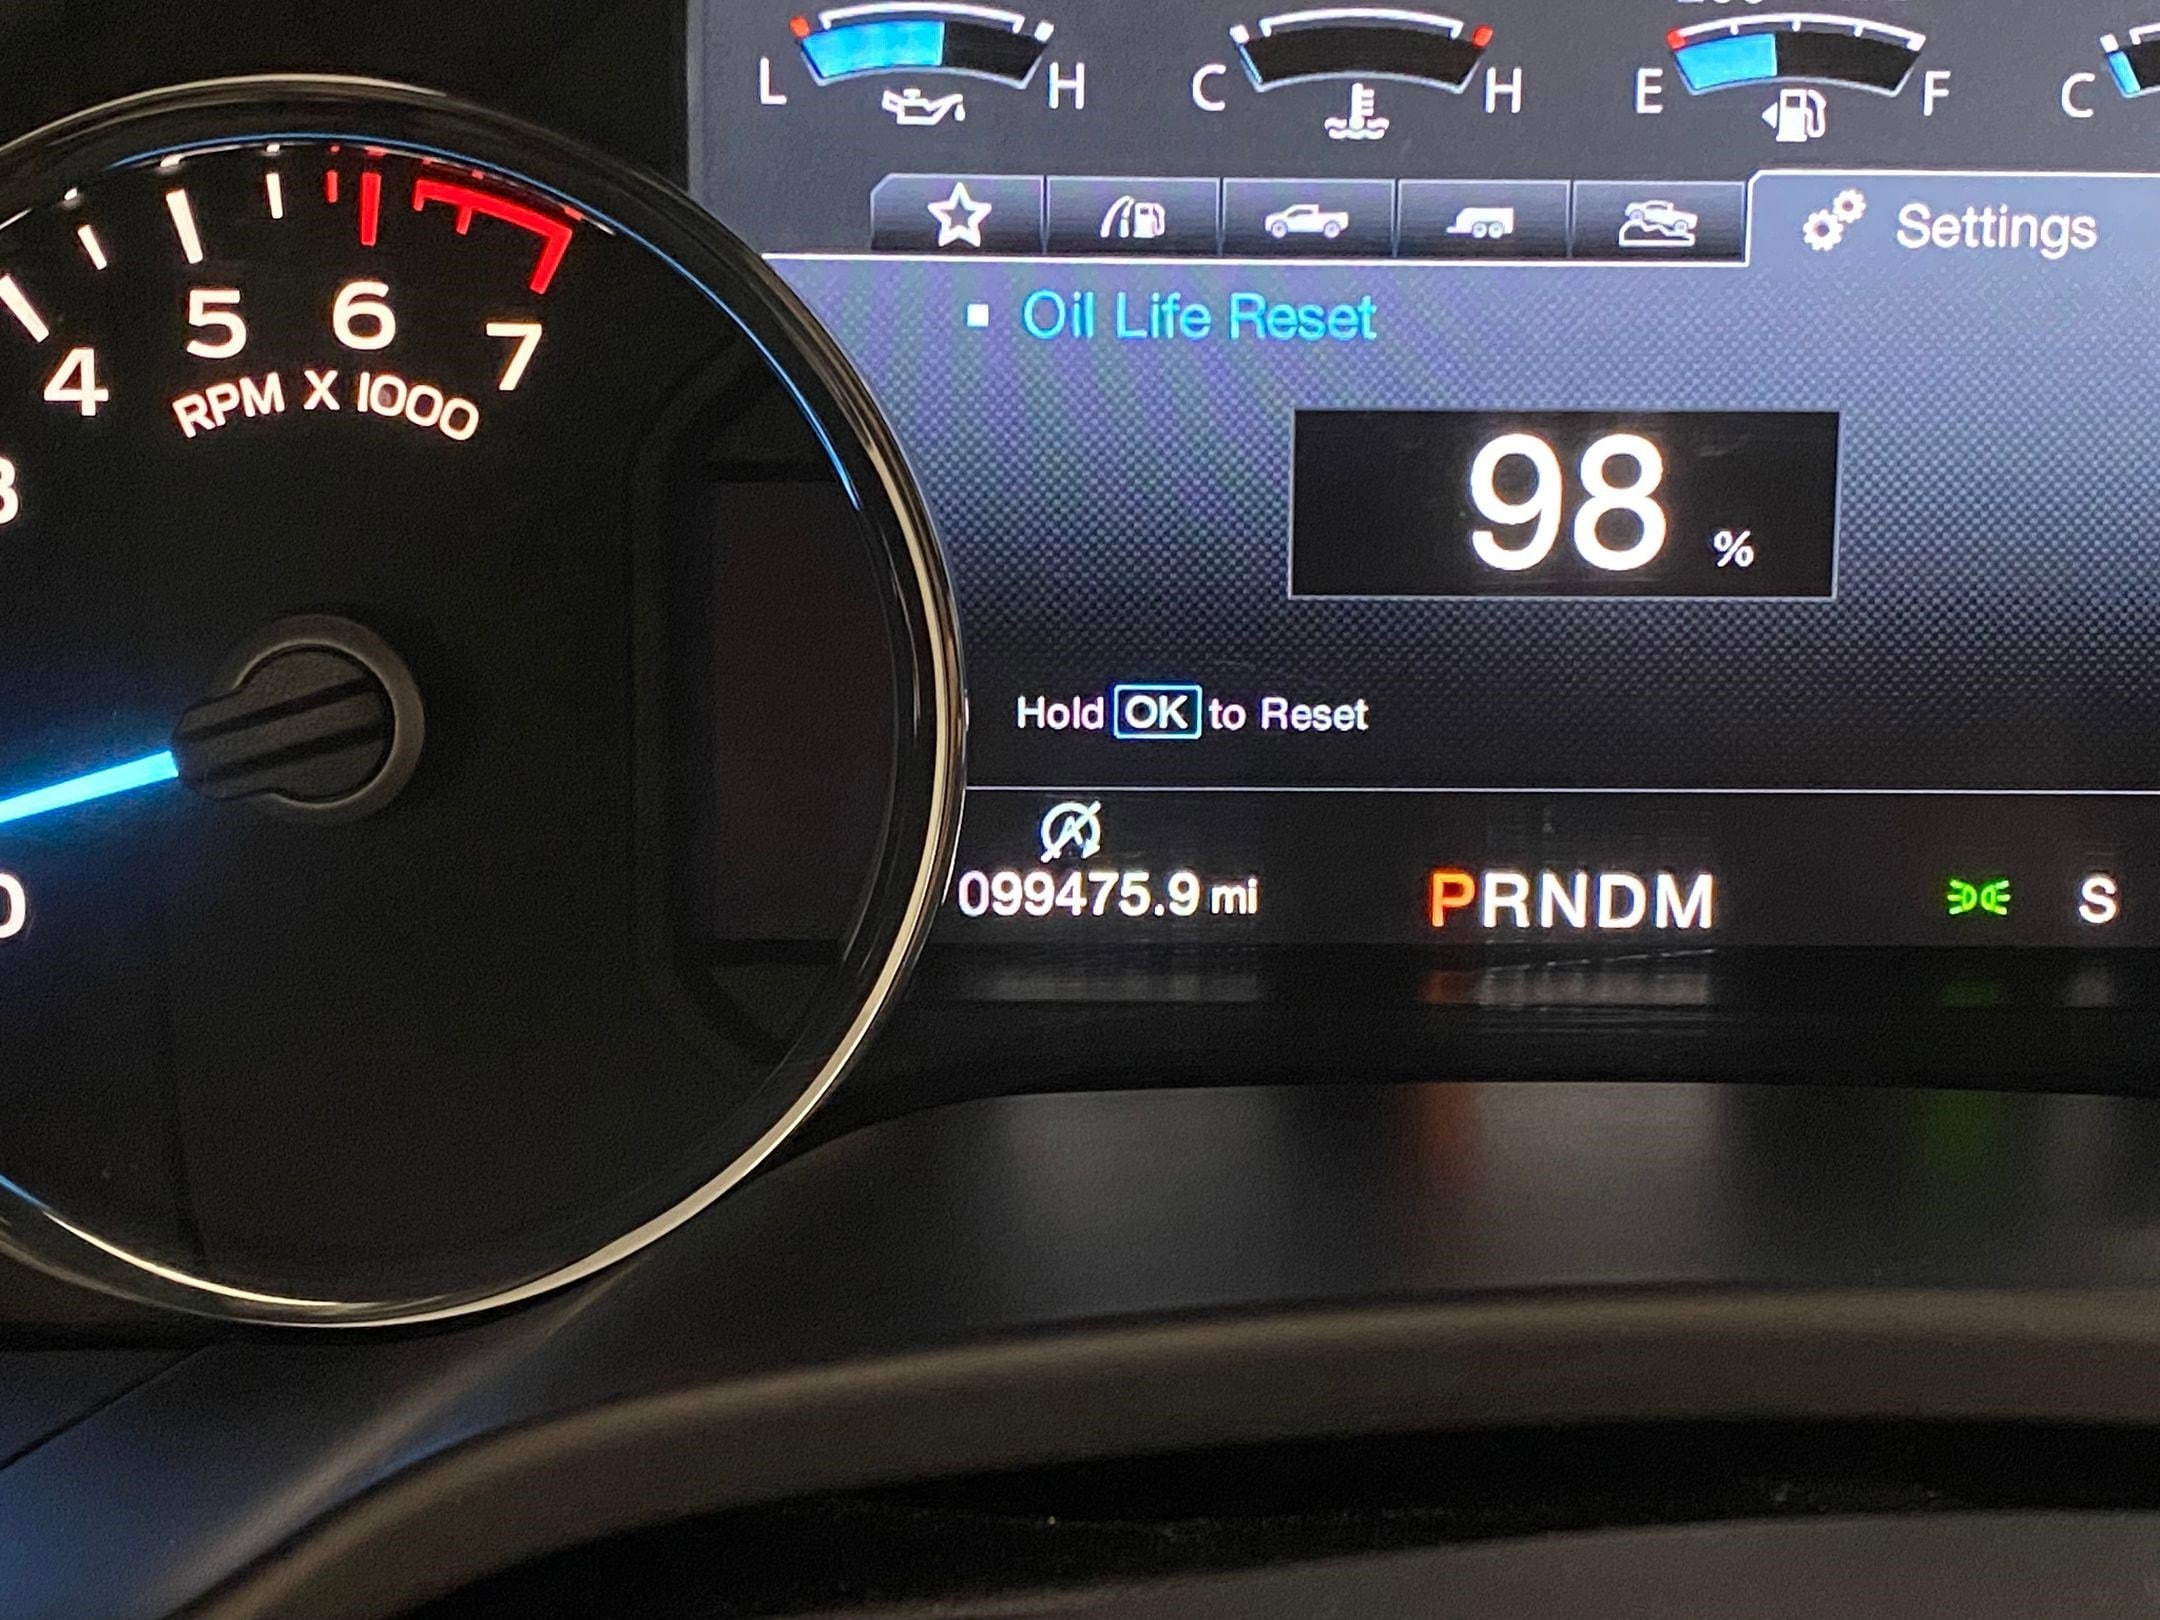 L H C H E F C
Settings
Oil Life Reset
4 5 6 7
RPM X 1000
98 %
Hold OK to Reset
099475.9 mi PRNDM S
0